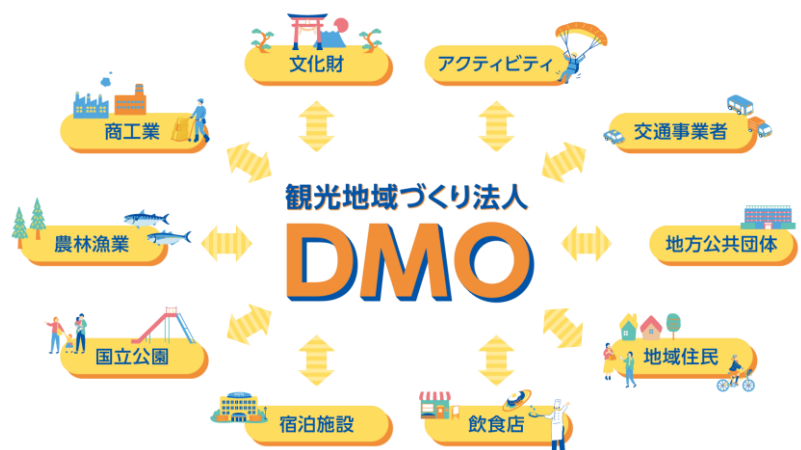 文化財
アクティビティ
商工業
交通事業者
観光地域づくり法人
DMO
農林漁業
地方公共団体
国立公園
地域住民
宿泊施設
飲食店